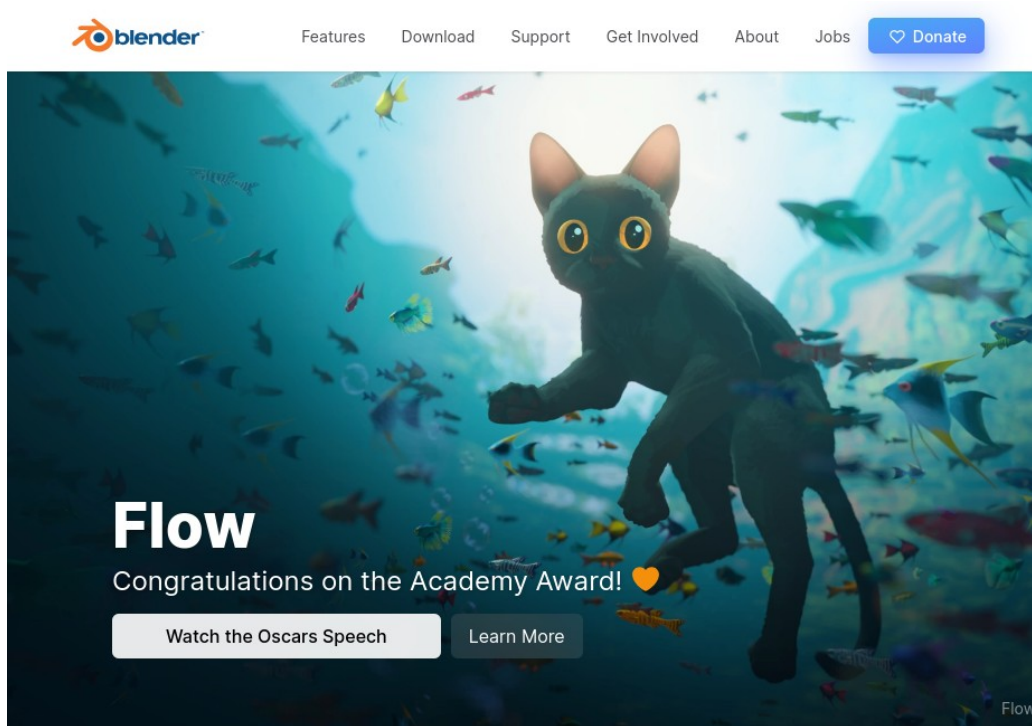 blender
Features Download Support Get Involved About Jobs Donate
Flow
Congratulations on the Academy Award! 🧡
Watch the Oscars Speech Learn More
Flow